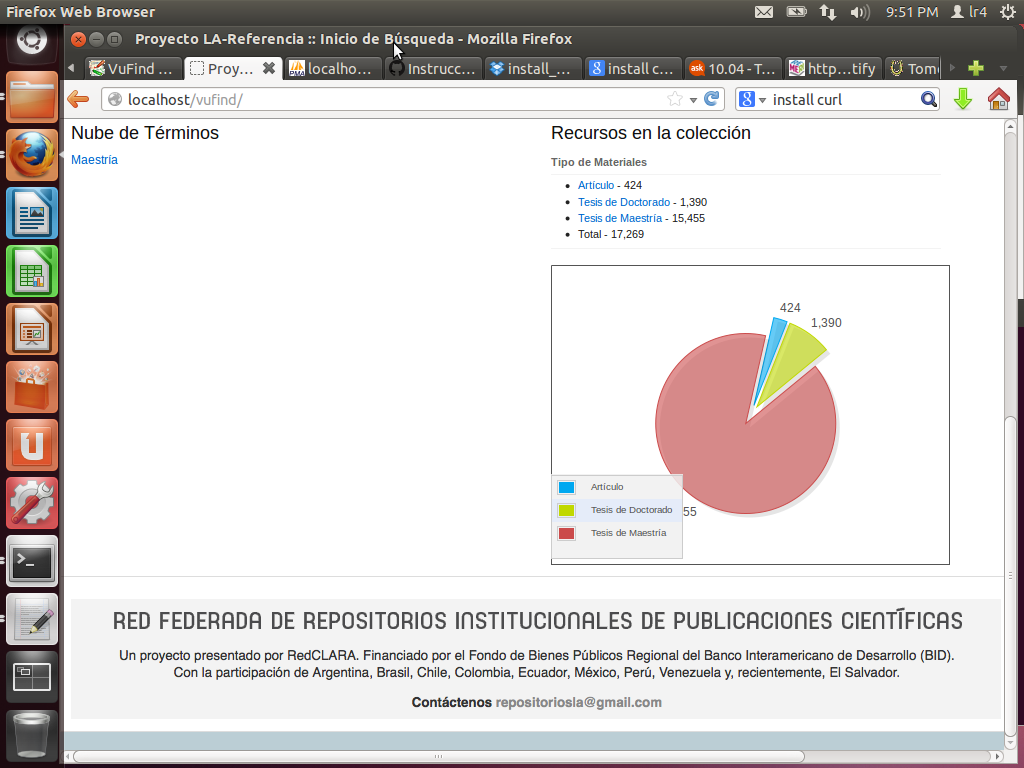 Firefox Web Browser
9:51 PM
lr4
Proyecto LA-Referencia :: Inicio de Búsqueda - Mozilla Firefox
VuFind ...
Proy...
localho...
Instrucc...
install_...
install c...
10.04 - T...
http...tify
Tom
localhost/vufind/
install curl
Nube de Términos
Maestría
Recursos en la colección
Tipo de Materiales
Artículo - 424
Tesis de Doctorado - 1,390
Tesis de Maestría - 15,455
Total - 17,269
424
1,390
55
Artículo
Tesis de Doctorado
Tesis de Maestría
RED FEDERADA DE REPOSITORIOS INSTITUCIONALES DE PUBLICACIONES CIENTÍFICAS
Un proyecto presentado por RedCLARA. Financiado por el Fondo de Bienes Públicos Regional del Banco Interamericano de Desarrollo (BID).
Con la participación de Argentina, Brasil, Chile, Colombia, Ecuador, México, Perú, Venezuela y, recientemente, El Salvador.
Contáctenos repositoriosla@gmail.com